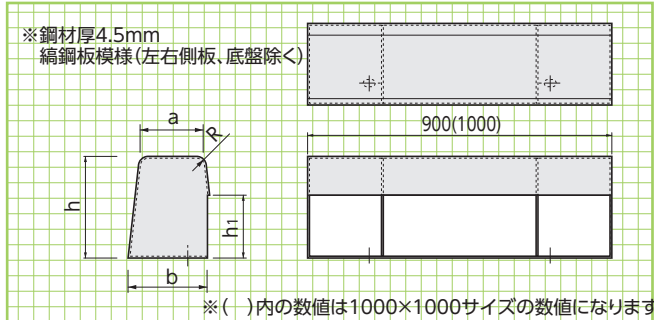 ※鋼材厚4.5mm
縞鋼板模様(左右側板、底盤除く)
900(1000)
a
R
h
h1
b
※( )内の数値は1000×1000サイズの数値になります